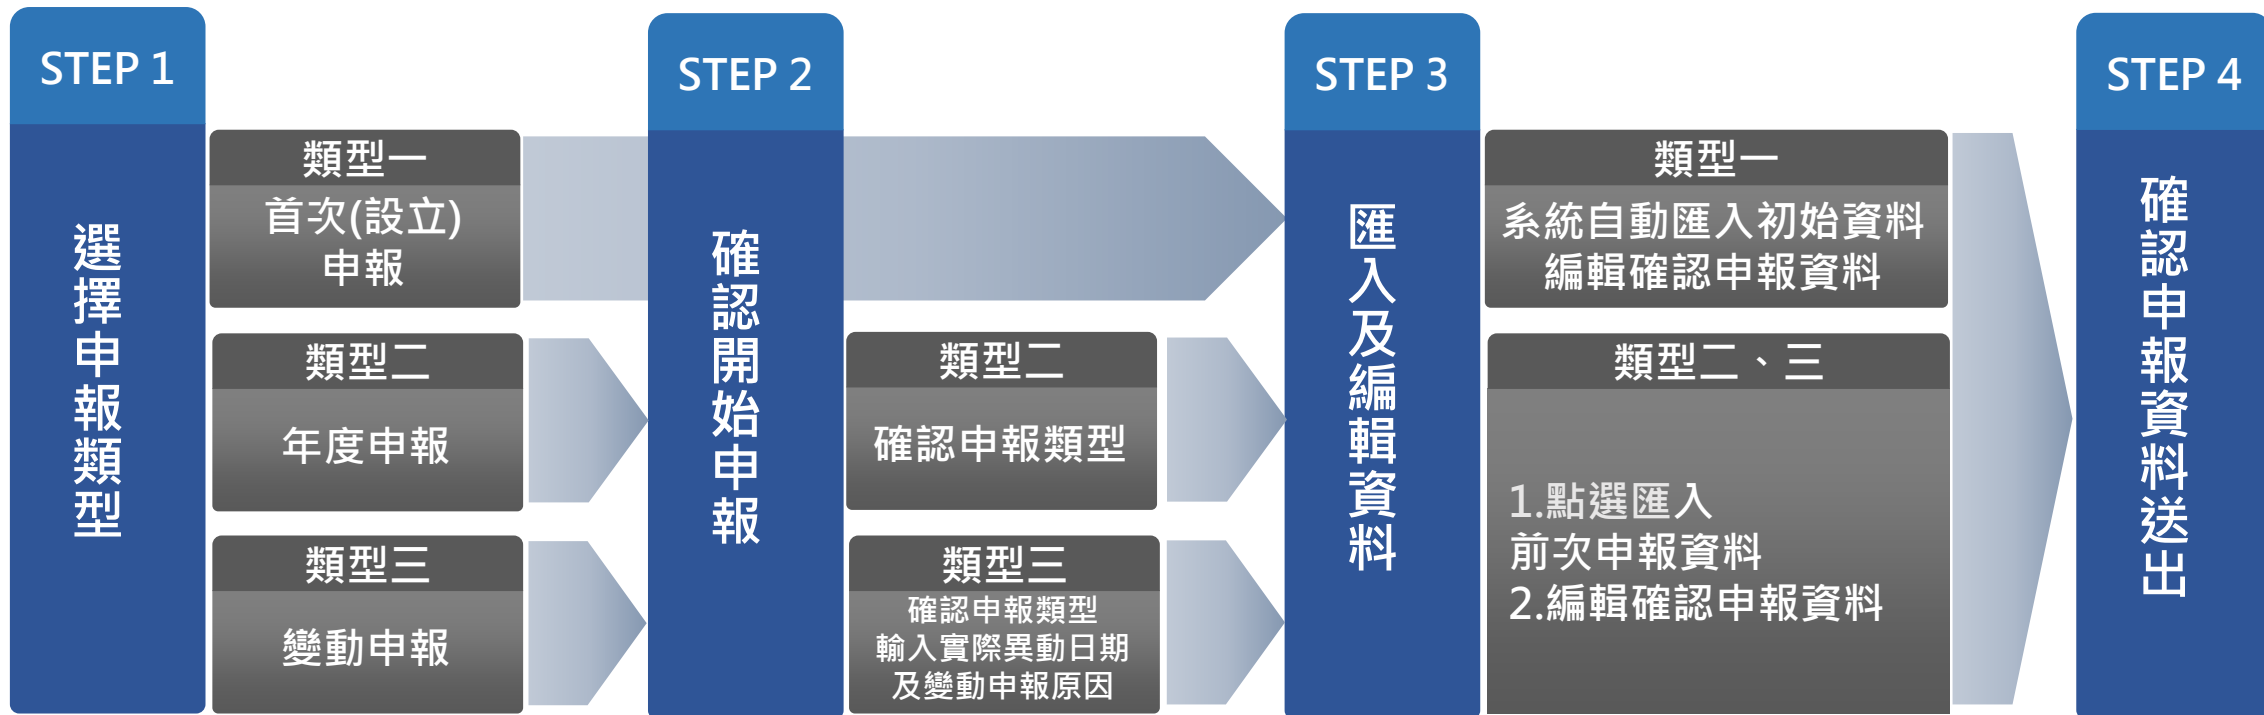 STEP 1
選擇申報類型
類型一
首次(設立)
申報
類型二
年度申報
類型三
變動申報
STEP 2
確認開始申報
類型二
確認申報類型
類型三
確認申報類型
輸入實際異動日期
及變動申報原因
STEP 3
匯入及編輯資料
類型一
系統自動匯入初始資料
編輯確認申報資料
類型二、三
1.點選匯入
前次申報資料
2.編輯確認申報資料
STEP 4
確認申報資料送出